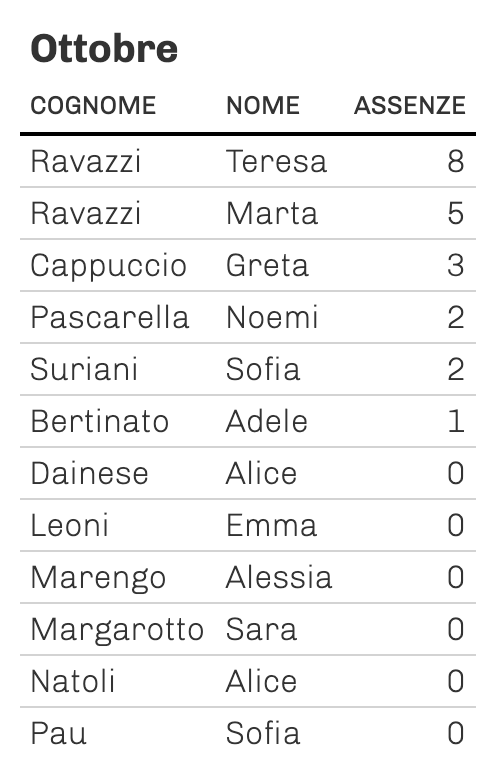 Ottobre
COGNOME NOME ASSENZE
Ravazzi Teresa 8
Ravazzi Marta 5
Cappuccio Greta 3
Pascarella Noemi 2
Suriani Sofia 2
Bertinato Adele 1
Dainese Alice 0
Leoni Emma 0
Marengo Alessia 0
Margarotto Sara 0
Natoli Alice 0
Pau Sofia 0